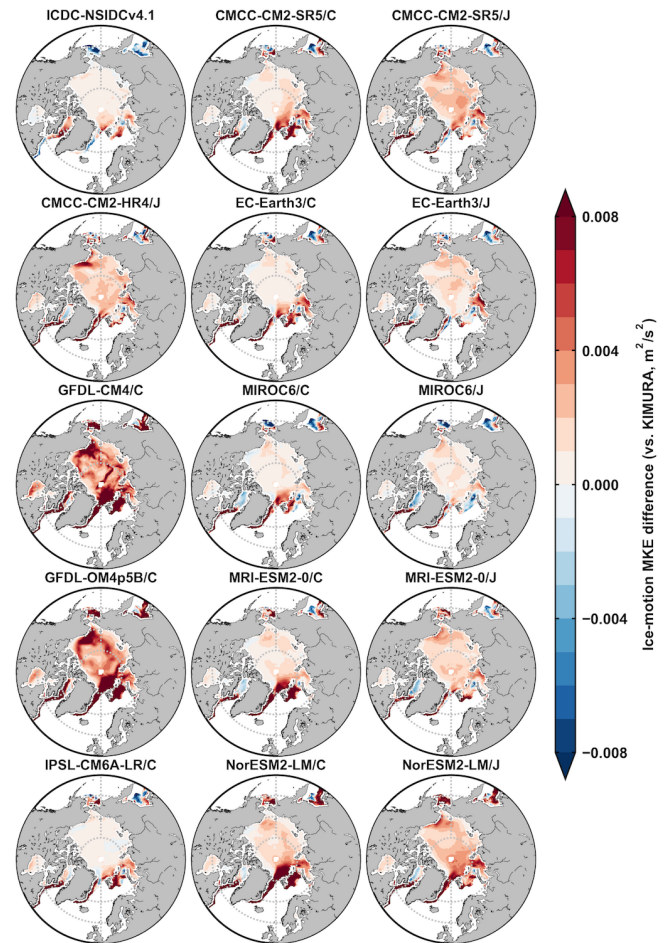 ICDC-NSIDCv4.1
CMCC-CM2-SR5/C
CMCC-CM2-SR5/J
CMCC-CM2-HR4/J
EC-Earth3/C
EC-Earth3/J
GFDL-CM4/C
MIROC6/C
MIROC6/J
GFDL-OM4p5B/C
MRI-ESM2-0/C
MRI-ESM2-0/J
IPSL-CM6A-LR/C
NorESM2-LM/C
NorESM2-LM/J
0.008
0.004
0.000
−0.004
−0.008
Ice-motion MKE difference (vs. KIMURA, m²/s²)